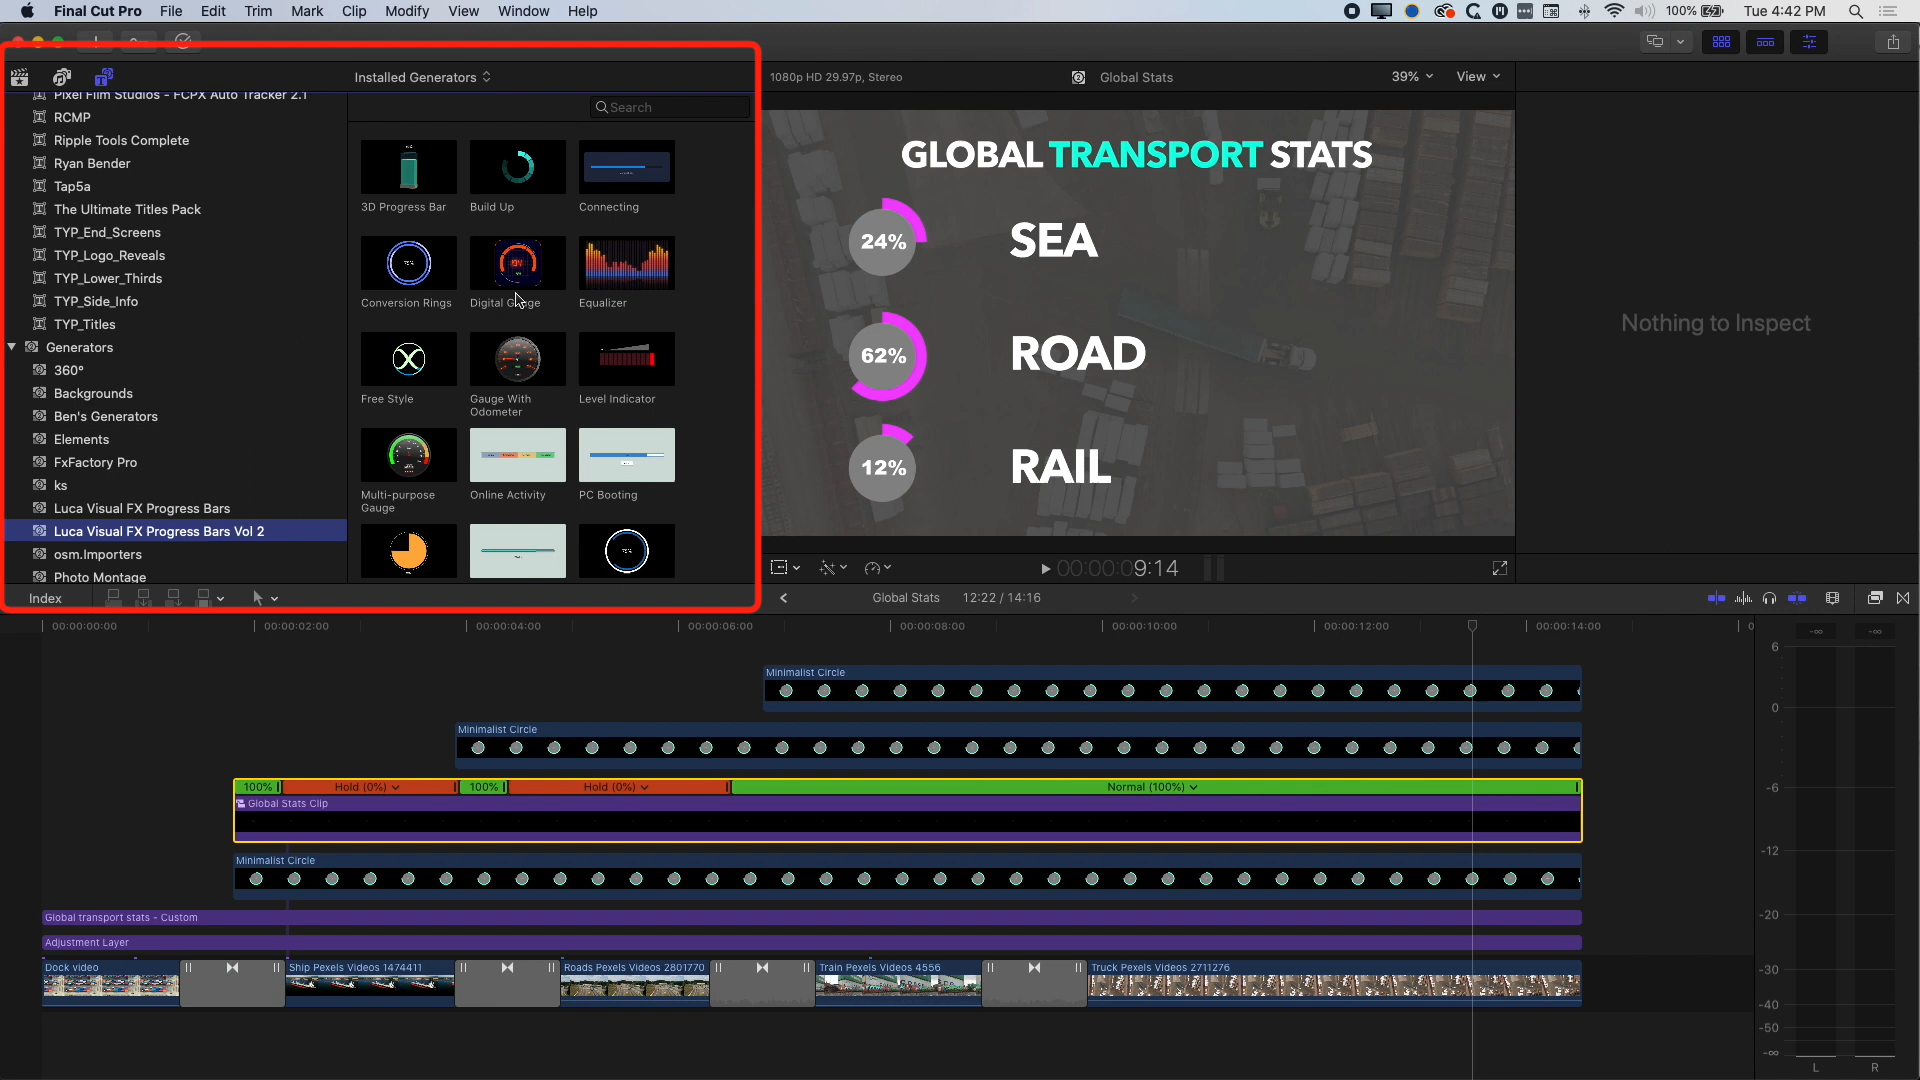 Final Cut Pro File Edit Trim Mark Clip Modify View Window Help 100% Tue 4:42 PM
Installed Generators 1080p HD 29.97p, Stereo Global Stats 39% View
Pixel Film Studios - FCPX Auto Tracker 2.1
Search
RCMP
Ripple Tools Complete
Ryan Bender
Tap5a
The Ultimate Titles Pack
TYP_End_Screens
TYP_Logo_Reveals
TYP_Lower_Thirds
TYP_Side_Info
TYP_Titles
Generators
360°
Backgrounds
Ben's Generators
Elements
FxFactory Pro
ks
Luca Visual FX Progress Bars
Luca Visual FX Progress Bars Vol 2
osm.Importers
Photo Montage
3D Progress Bar Build Up Connecting
Conversion Rings Digital Gauge Equalizer
Free Style Gauge With Odometer Level Indicator
Multi-purpose Gauge Online Activity PC Booting
GLOBAL TRANSPORT STATS
24% SEA
62% ROAD
12% RAIL
Nothing to Inspect
00:00:09:14
Index Global Stats 12:22 / 14:16
00:00:00:00 00:00:02:00 00:00:04:00 00:00:06:00 00:00:08:00 00:00:10:00 00:00:12:00 00:00:14:00
Minimalist Circle
Minimalist Circle
100% Hold (0%) 100% Hold (0%) Normal (100%)
Global Stats Clip
Minimalist Circle
Global transport stats - Custom
Adjustment Layer
Dock video Ship Pexels Videos 1474411 Roads Pexels Videos 2801770 Train Pexels Videos 4556 Truck Pexels Videos 2711276
-∞ -∞
6
0
-6
-12
-20
-30
-40
-50
-∞
L R